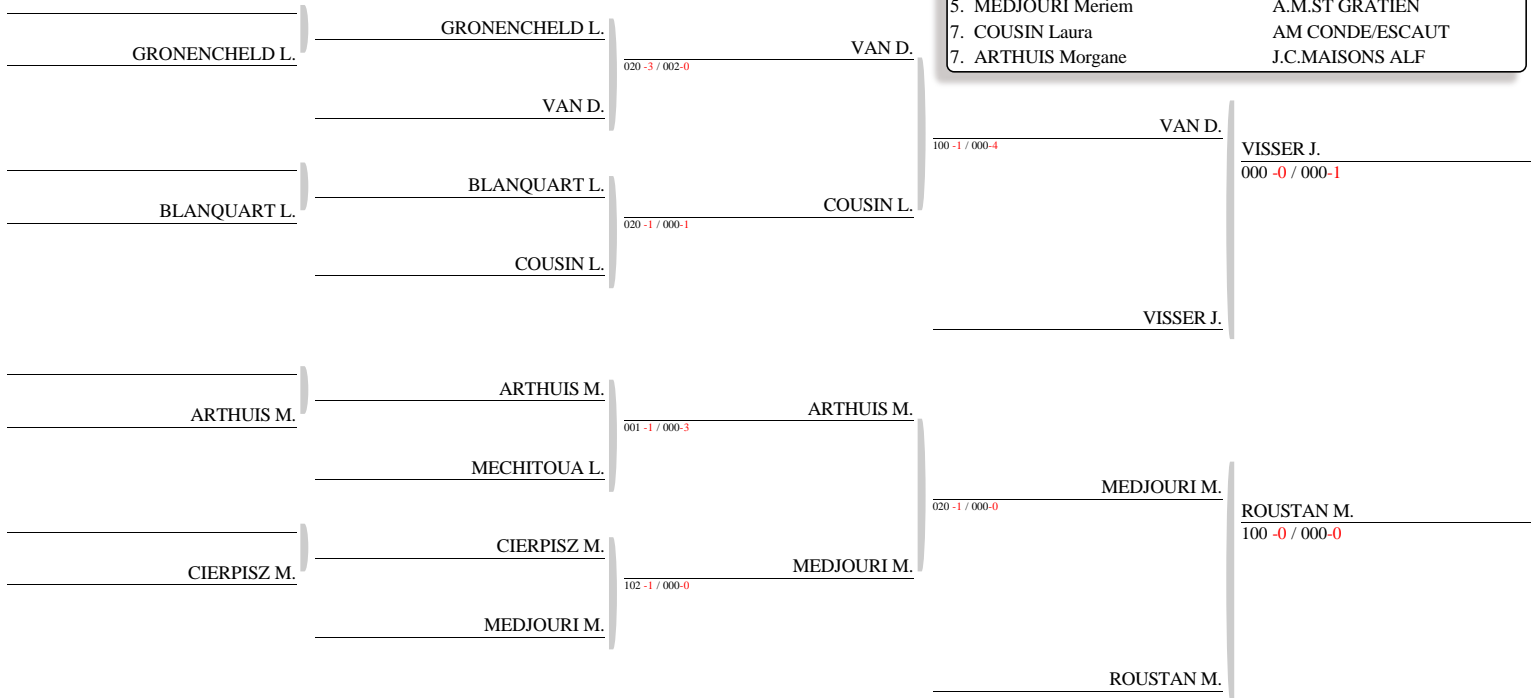 5. MEDJOURI Meriem A.M.ST GRATIEN
7. COUSIN Laura AM CONDE/ESCAUT
7. ARTHUIS Morgane J.C.MAISONS ALF
GRONENCHELD L.
GRONENCHELD L.
VAN D.
020 -3 / 002-0
VAN D.
BLANQUART L.
BLANQUART L.
COUSIN L.
020 -1 / 000-1
COUSIN L.
VAN D.
100 -1 / 000-4
VISSER J.
VISSER J.
000 -0 / 000-1
ARTHUIS M.
ARTHUIS M.
MECHITOUA L.
ARTHUIS M.
001 -1 / 000-3
CIERPISZ M.
CIERPISZ M.
MEDJOURI M.
MEDJOURI M.
102 -1 / 000-0
MEDJOURI M.
020 -1 / 000-0
ROUSTAN M.
ROUSTAN M.
100 -0 / 000-0